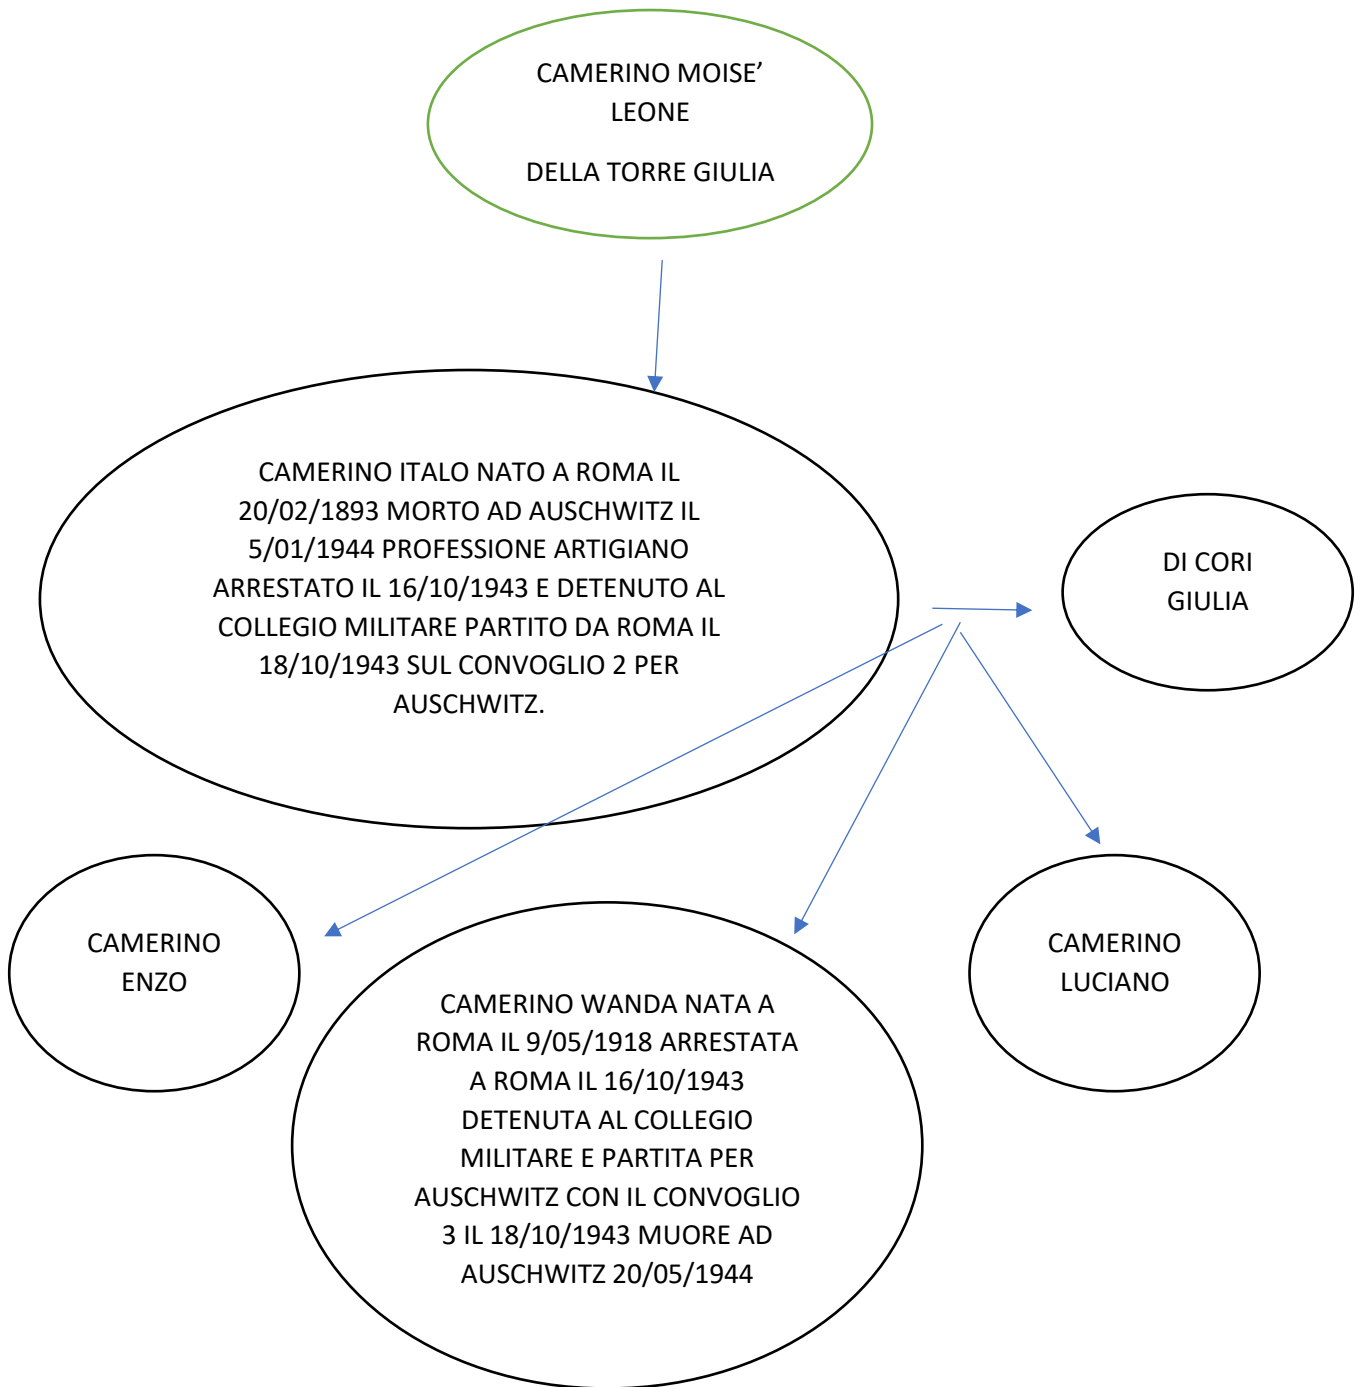 CAMERINO MOISE’
LEONE
DELLA TORRE GIULIA
CAMERINO ITALO NATO A ROMA IL
20/02/1893 MORTO AD AUSCHWITZ IL
5/01/1944 PROFESSIONE ARTIGIANO
ARRESTATO IL 16/10/1943 E DETENUTO AL
COLLEGIO MILITARE PARTITO DA ROMA IL
18/10/1943 SUL CONVOGLIO 2 PER
AUSCHWITZ.
DI CORI
GIULIA
CAMERINO
ENZO
CAMERINO WANDA NATA A
ROMA IL 9/05/1918 ARRESTATA
A ROMA IL 16/10/1943
DETENUTA AL COLLEGIO
MILITARE E PARTITA PER
AUSCHWITZ CON IL CONVOGLIO
3 IL 18/10/1943 MUORE AD
AUSCHWITZ 20/05/1944
CAMERINO
LUCIANO